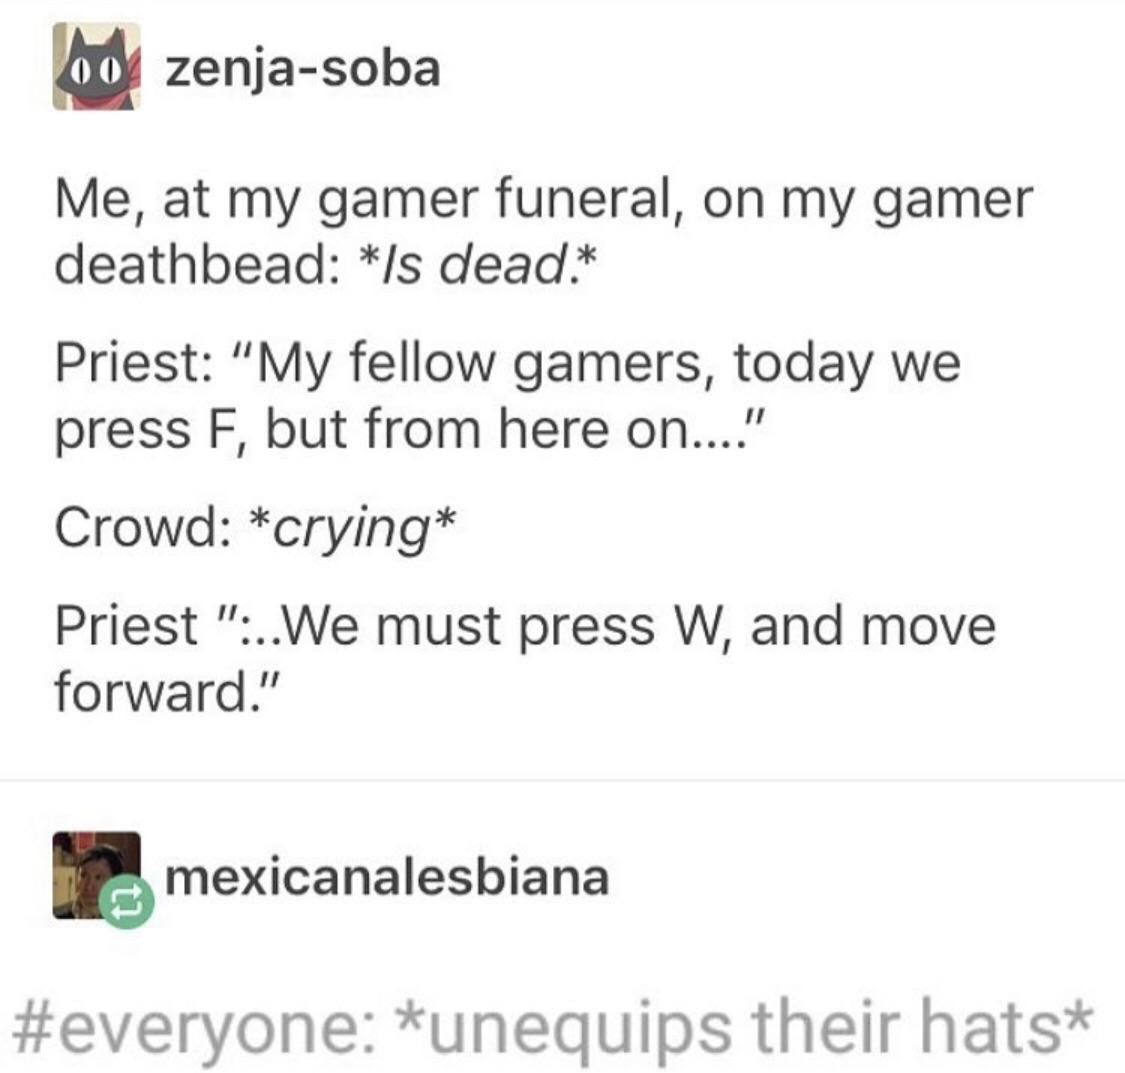 zenja-soba
Me, at my gamer funeral, on my gamer
deathbead: *Is dead.*
Priest: "My fellow gamers, today we
press F, but from here on...."
Crowd: *crying*
Priest ":..We must press W, and move
forward."
mexicanalesbiana
#everyone: *unequips their hats*